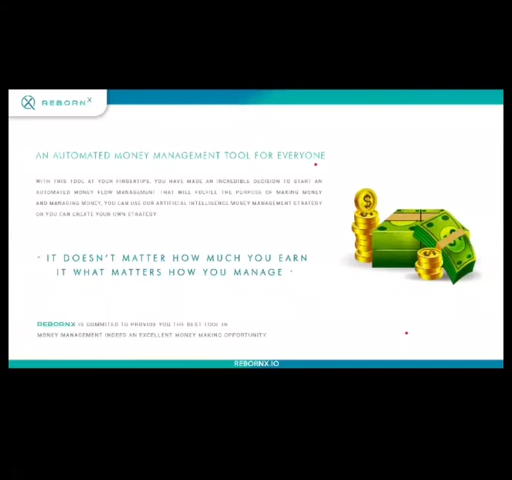 REBORNX
AN AUTOMATED MONEY MANAGEMENT TOOL FOR EVERYONE
WITH THIS TOOL AT YOUR FINGERTIPS, YOU HAVE MADE AN INCREDIBLE DECISION TO START AN
AUTOMATED MONEY FLOW MANAGEMENT THAT WILL FULFILL THE PURPOSE OF MAKING MONEY
AND MANAGING MONEY, YOU CAN USE OUR ARTIFICIAL INTELLIGENCE MONEY MANAGEMENT STRATEGY
OR YOU CAN CREATE YOUR OWN STRATEGY
" IT DOESN'T MATTER HOW MUCH YOU EARN
IT WHAT MATTERS HOW YOU MANAGE "
REBORNX IS COMMITED TO PROVIDE YOU THE BEST TOOL IN
MONEY MANAGEMENT INDEED AN EXCELLENT MONEY MAKING OPPORTUNITY
REBORNX.IO